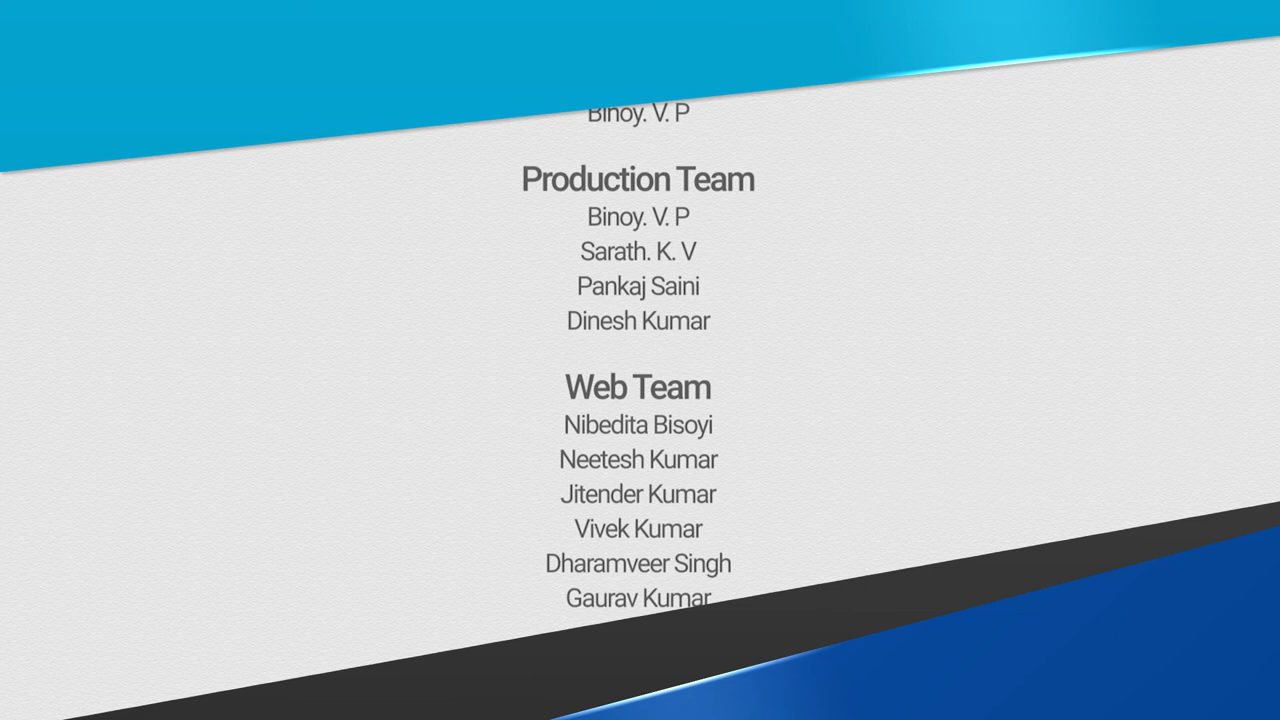 Binoy. V. P
Production Team
Binoy. V. P
Sarath. K. V
Pankaj Saini
Dinesh Kumar
Web Team
Nibedita Bisoyi
Neetesh Kumar
Jitender Kumar
Vivek Kumar
Dharamveer Singh
Gaurav Kumar